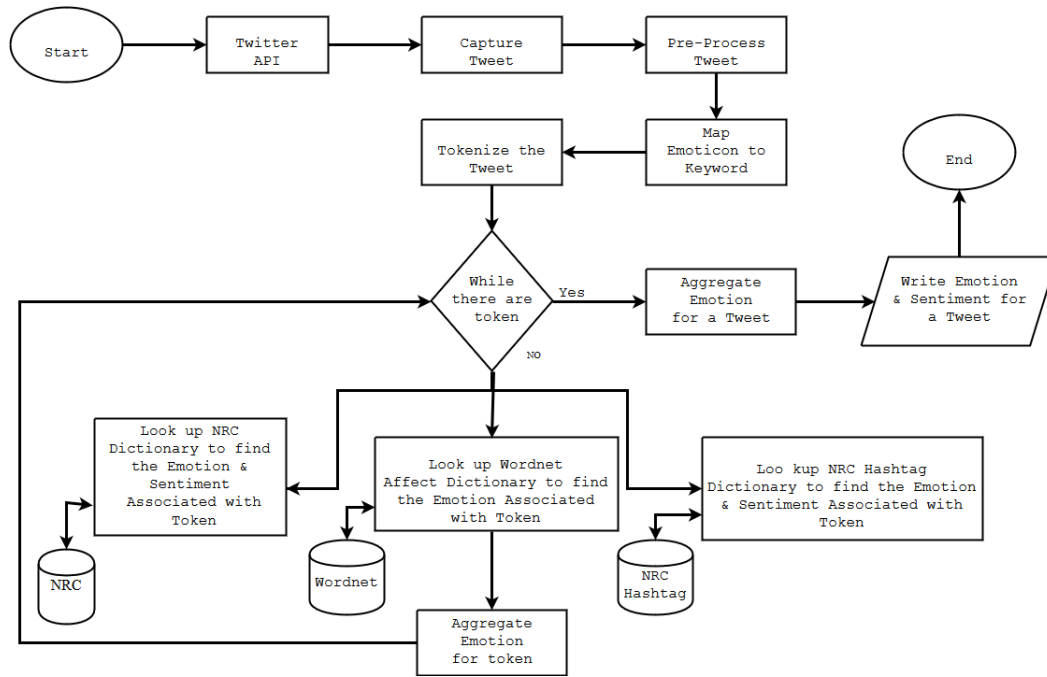 Start
Twitter
API
Capture
Tweet
Pre-Process
Tweet
Map
Emoticon to
Keyword
Tokenize the
Tweet
End
While
there are
token
Yes
Aggregate
Emotion
for a Tweet
Write Emotion
& Sentiment for
a Tweet
NO
Look up NRC
Dictionary to find
the Emotion &
Sentiment
Associated with
Token
Look up Wordnet
Affect Dictionary to find
the Emotion Associated
with Token
Loo kup NRC Hashtag
Dictionary to find the Emotion
& Sentiment Associated with
Token
NRC
Wordnet
NRC
Hashtag
Aggregate
Emotion
for token